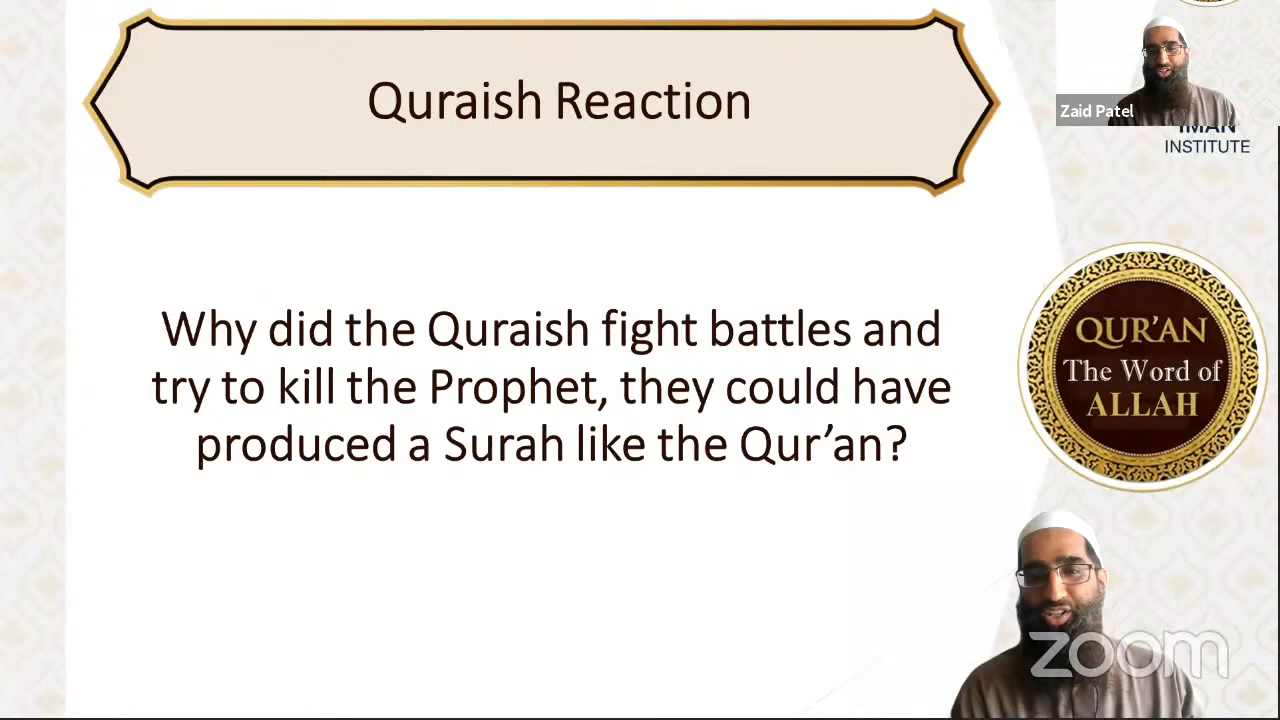 Quraish Reaction
Zaid Patel
IMAN
INSTITUTE
Why did the Quraish fight battles and
try to kill the Prophet, they could have
produced a Surah like the Qur’an?
QUR’AN
The Word of
ALLAH
zoom